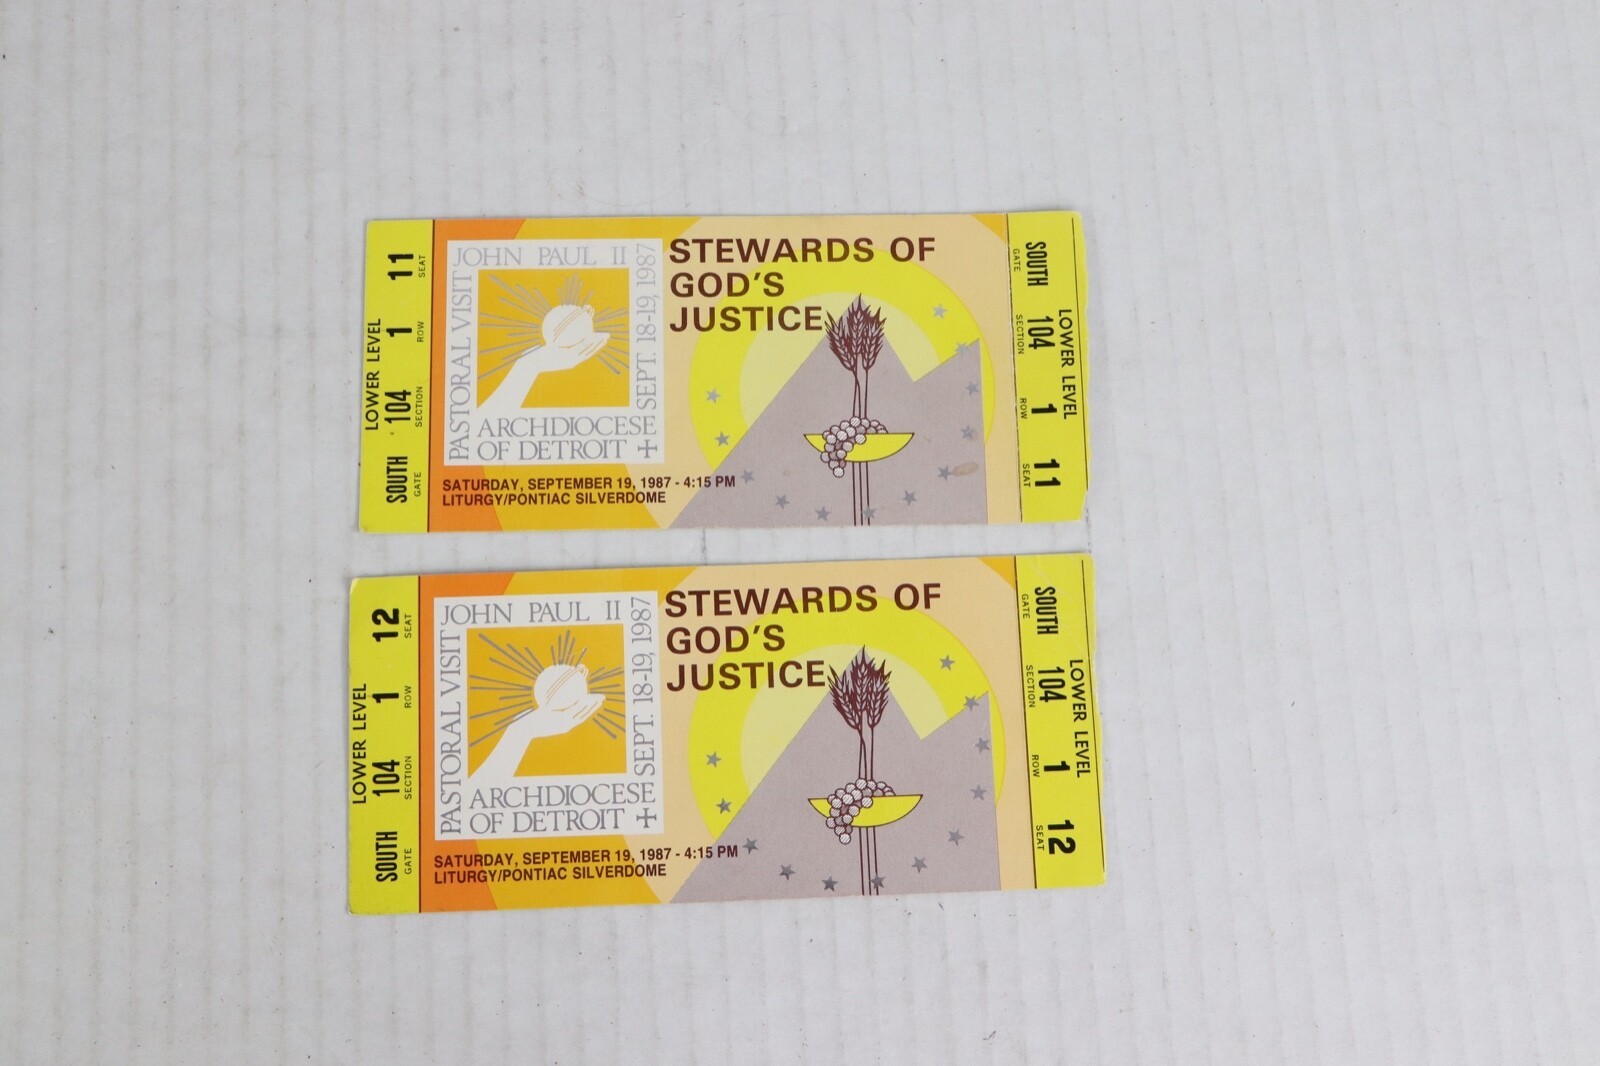 LOWER LEVEL
SOUTH 104 1 11
GATE SECTION ROW SEAT
JOHN PAUL II
PASTORAL VISIT
SEPT. 18-19, 1987
ARCHDIOCESE
OF DETROIT
STEWARDS OF
GOD'S
JUSTICE
SATURDAY, SEPTEMBER 19, 1987 - 4:15 PM
LITURGY/PONTIAC SILVERDOME
LOWER LEVEL
SOUTH 104 1 11
GATE SECTION ROW SEAT
LOWER LEVEL
SOUTH 104 1 12
GATE SECTION ROW SEAT
JOHN PAUL II
PASTORAL VISIT
SEPT. 18-19, 1987
ARCHDIOCESE
OF DETROIT
STEWARDS OF
GOD'S
JUSTICE
SATURDAY, SEPTEMBER 19, 1987 - 4:15 PM
LITURGY/PONTIAC SILVERDOME
LOWER LEVEL
SOUTH 104 1 12
GATE SECTION ROW SEAT